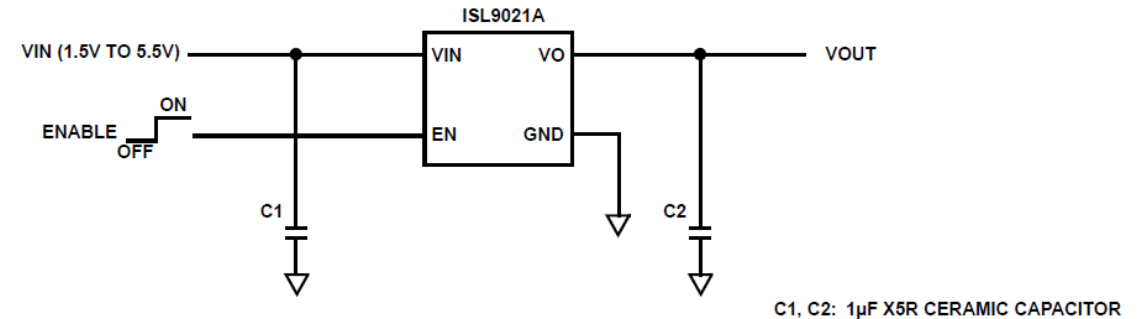 ISL9021A
VIN (1.5V TO 5.5V)
VIN
VO
VOUT
ON
ENABLE
OFF
EN
GND
C1
C2
C1, C2: 1µF X5R CERAMIC CAPACITOR